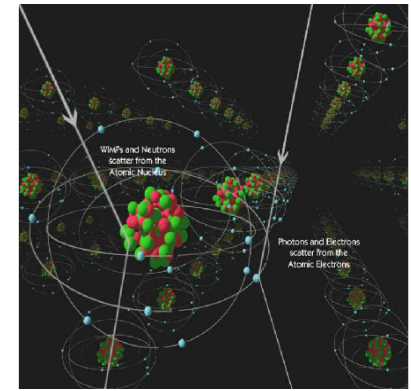 WIMPs and Neutrons
scatter from the
Atomic Nucleus
Photons and Electrons
scatter from the
Atomic Electrons